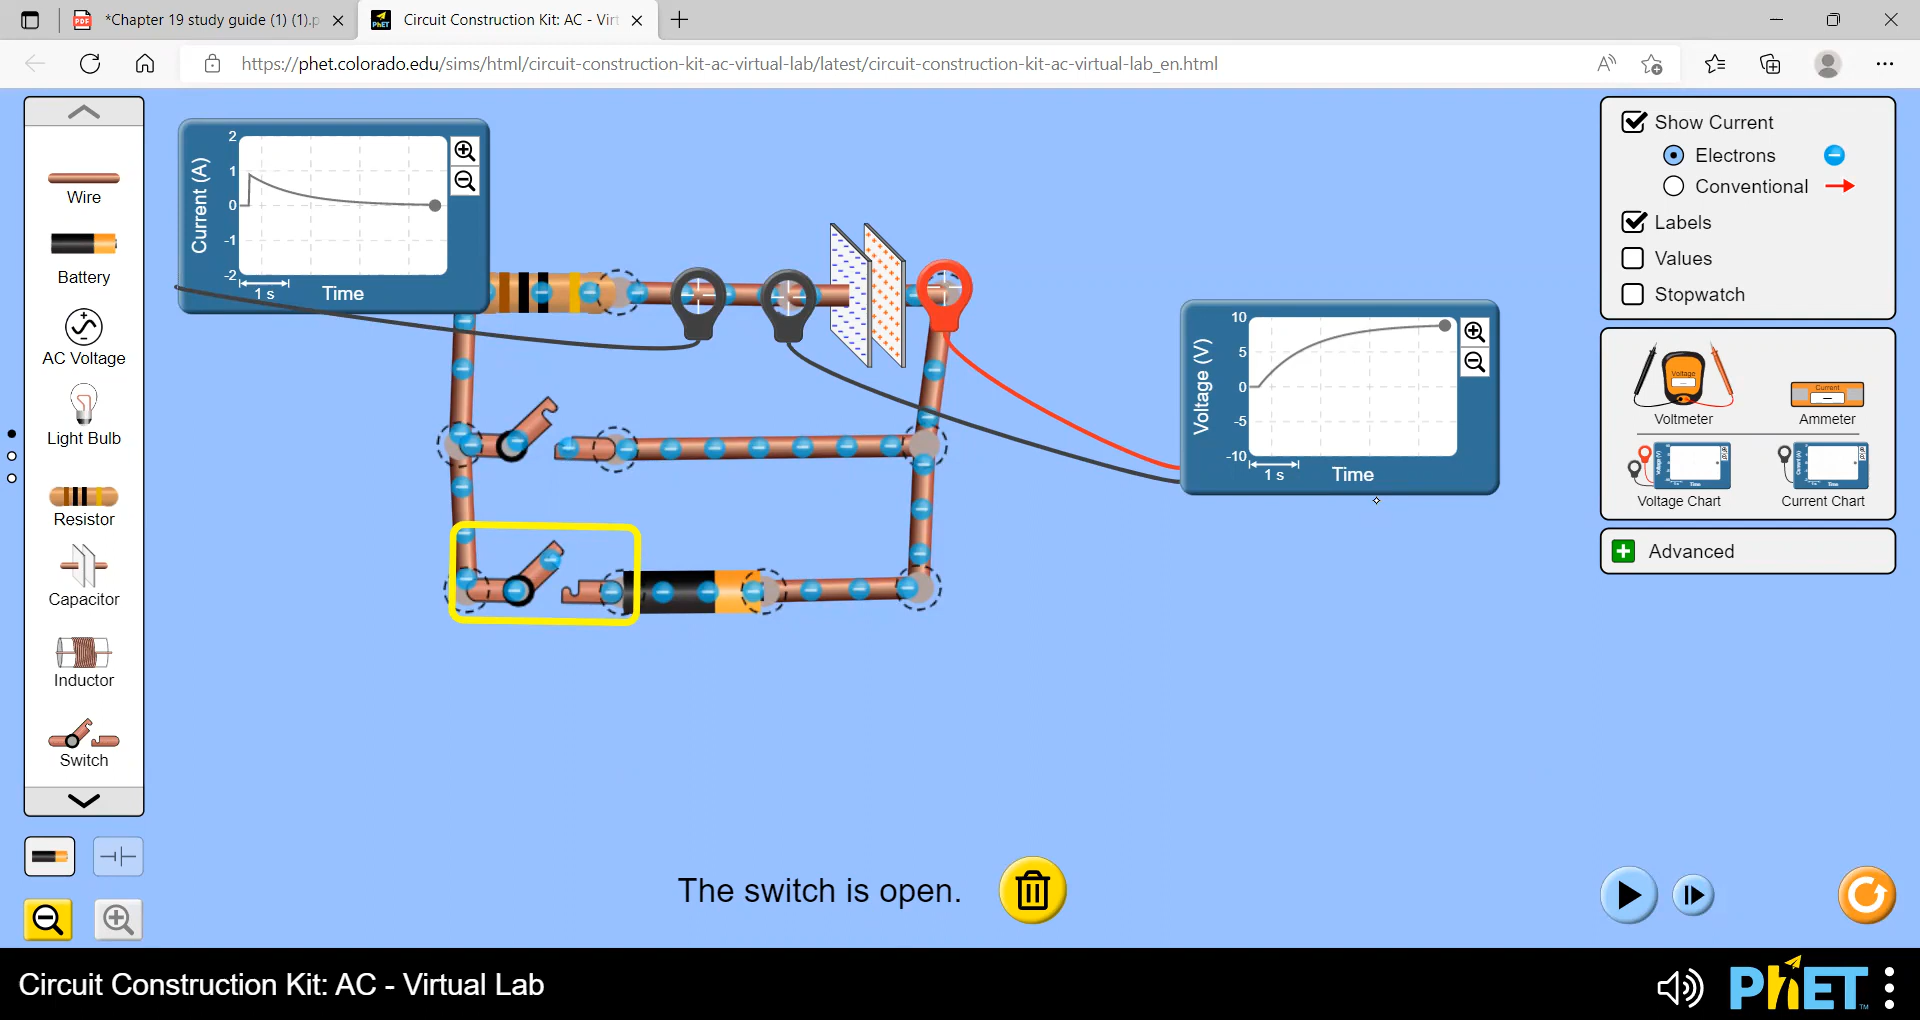 *Chapter 19 study guide (1) (1).p
Circuit Construction Kit: AC - Virt
https://phet.colorado.edu/sims/html/circuit-construction-kit-ac-virtual-lab/latest/circuit-construction-kit-ac-virtual-lab_en.html
Wire
Battery
AC Voltage
Light Bulb
Resistor
Capacitor
Inductor
Switch
Current (A)
2
1
0
-1
-2
1 s
Time
Voltage (V)
10
5
0
-5
-10
1 s
Time
Show Current
Electrons
Conventional
Labels
Values
Stopwatch
Voltage
Voltmeter
Current
Ammeter
Voltage Chart
Current Chart
Advanced
The switch is open.
Circuit Construction Kit: AC - Virtual Lab
PhET